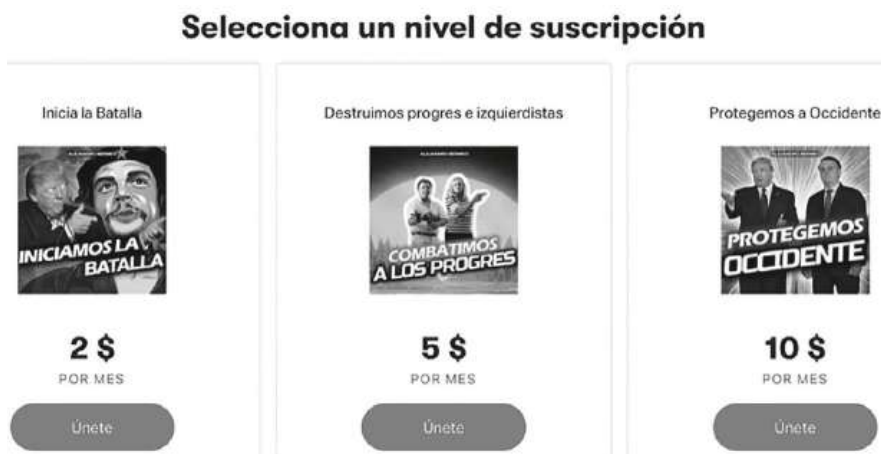 Selecciona un nivel de suscripción
Inicia la Batalla
INICIAMOS LA
BATALLA
2 $
POR MES
Únete
Destruimos progres e izquierdistas
COMBATIMOS
A LOS PROGRES
5 $
POR MES
Únete
Protegemos a Occidente
PROTEGEMOS
OCCIDENTE
10 $
POR MES
Únete